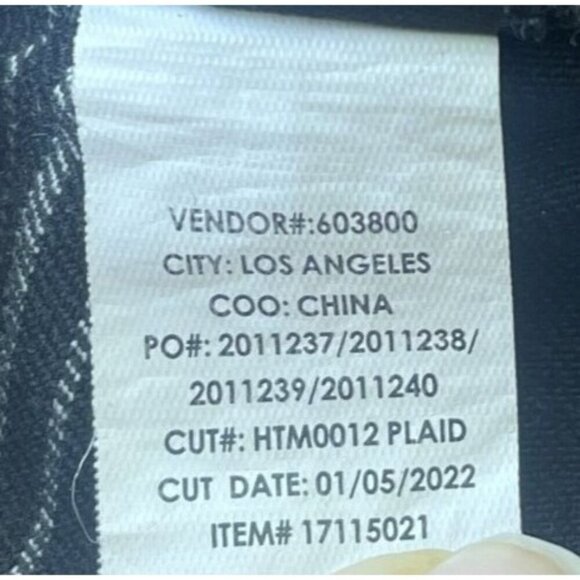 VENDOR#:603800
CITY: LOS ANGELES
COO: CHINA
PO#: 2011237/2011238/
2011239/2011240
CUT#: HTM0012 PLAID
CUT DATE: 01/05/2022
ITEM# 17115021